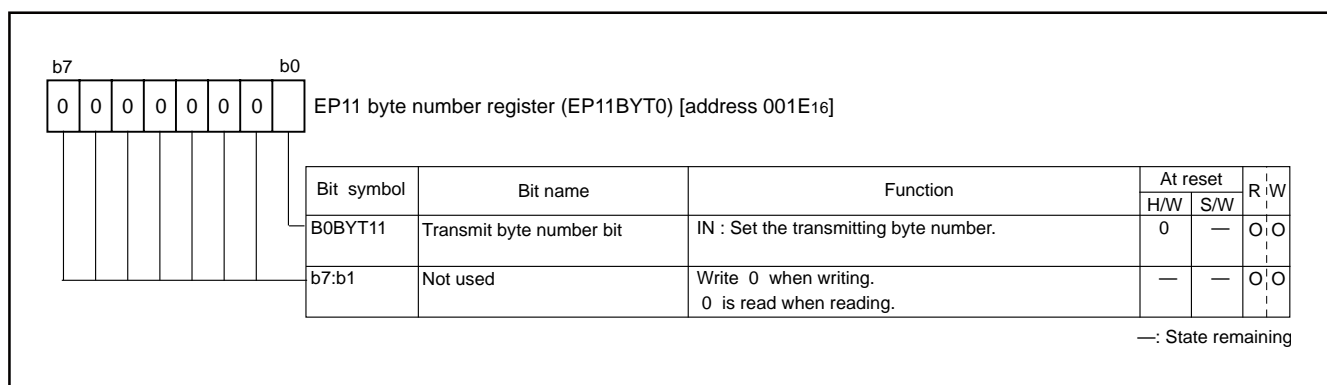 b7 b0
0 0 0 0 0 0 0
EP11 byte number register (EP11BYT0) [address 001E16]
Bit symbol Bit name Function At reset R W
H/W S/W
B0BYT11 Transmit byte number bit IN : Set the transmitting byte number. 0 — O O
b7:b1 Not used Write 0 when writing. — — O O
0 is read when reading.
—: State remaining